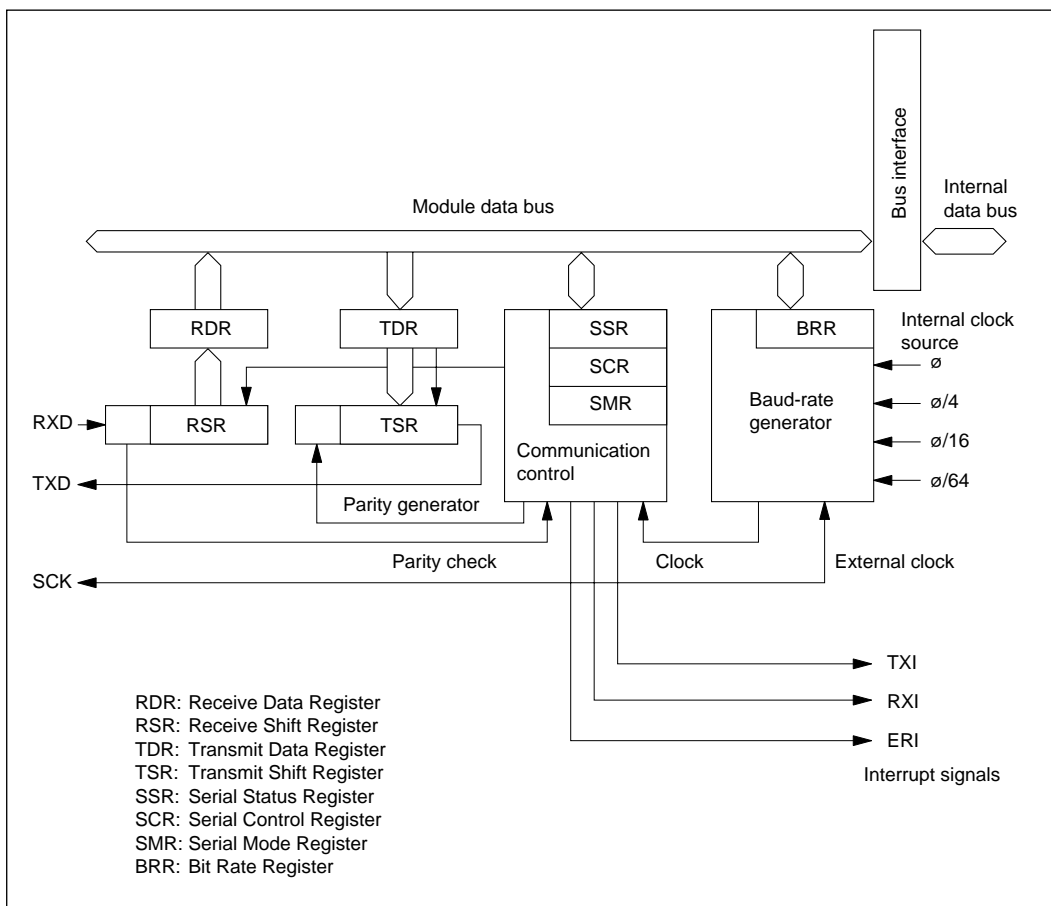 Bus interface
Internal
data bus
Module data bus
RDR
TDR
SSR
SCR
SMR
BRR
Internal clock
source
ø
ø/4
ø/16
ø/64
Baud-rate
generator
RXD
RSR
TSR
Communication
control
TXD
Parity generator
Parity check
Clock
External clock
SCK
TXI
RXI
ERI
Interrupt signals
RDR: Receive Data Register
RSR: Receive Shift Register
TDR: Transmit Data Register
TSR: Transmit Shift Register
SSR: Serial Status Register
SCR: Serial Control Register
SMR: Serial Mode Register
BRR: Bit Rate Register